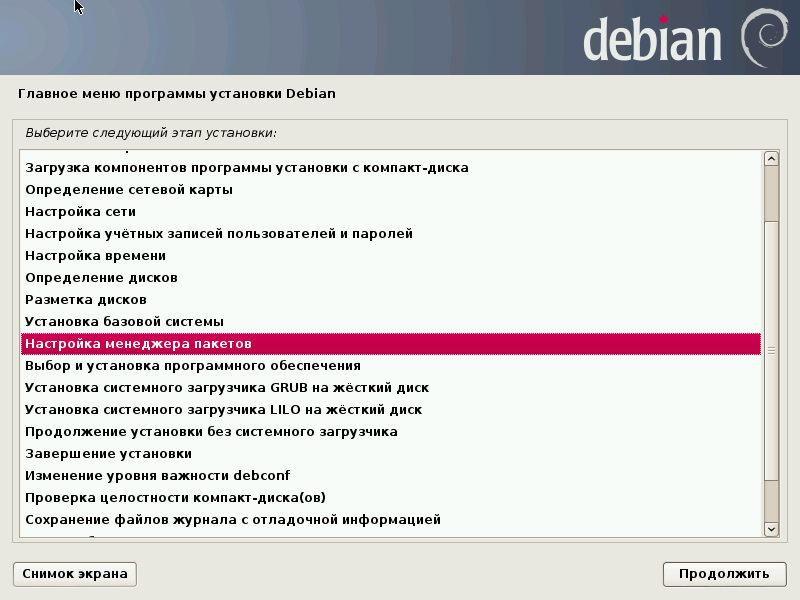 debian
Главное меню программы установки Debian
Выберите следующий этап установки:
Загрузка компонентов программы установки с компакт-диска
Определение сетевой карты
Настройка сети
Настройка учётных записей пользователей и паролей
Настройка времени
Определение дисков
Разметка дисков
Установка базовой системы
Настройка менеджера пакетов
Выбор и установка программного обеспечения
Установка системного загрузчика GRUB на жёсткий диск
Установка системного загрузчика LILO на жёсткий диск
Продолжение установки без системного загрузчика
Завершение установки
Изменение уровня важности debconf
Проверка целостности компакт-диска(ов)
Сохранение файлов журнала с отладочной информацией
Снимок экрана
Продолжить